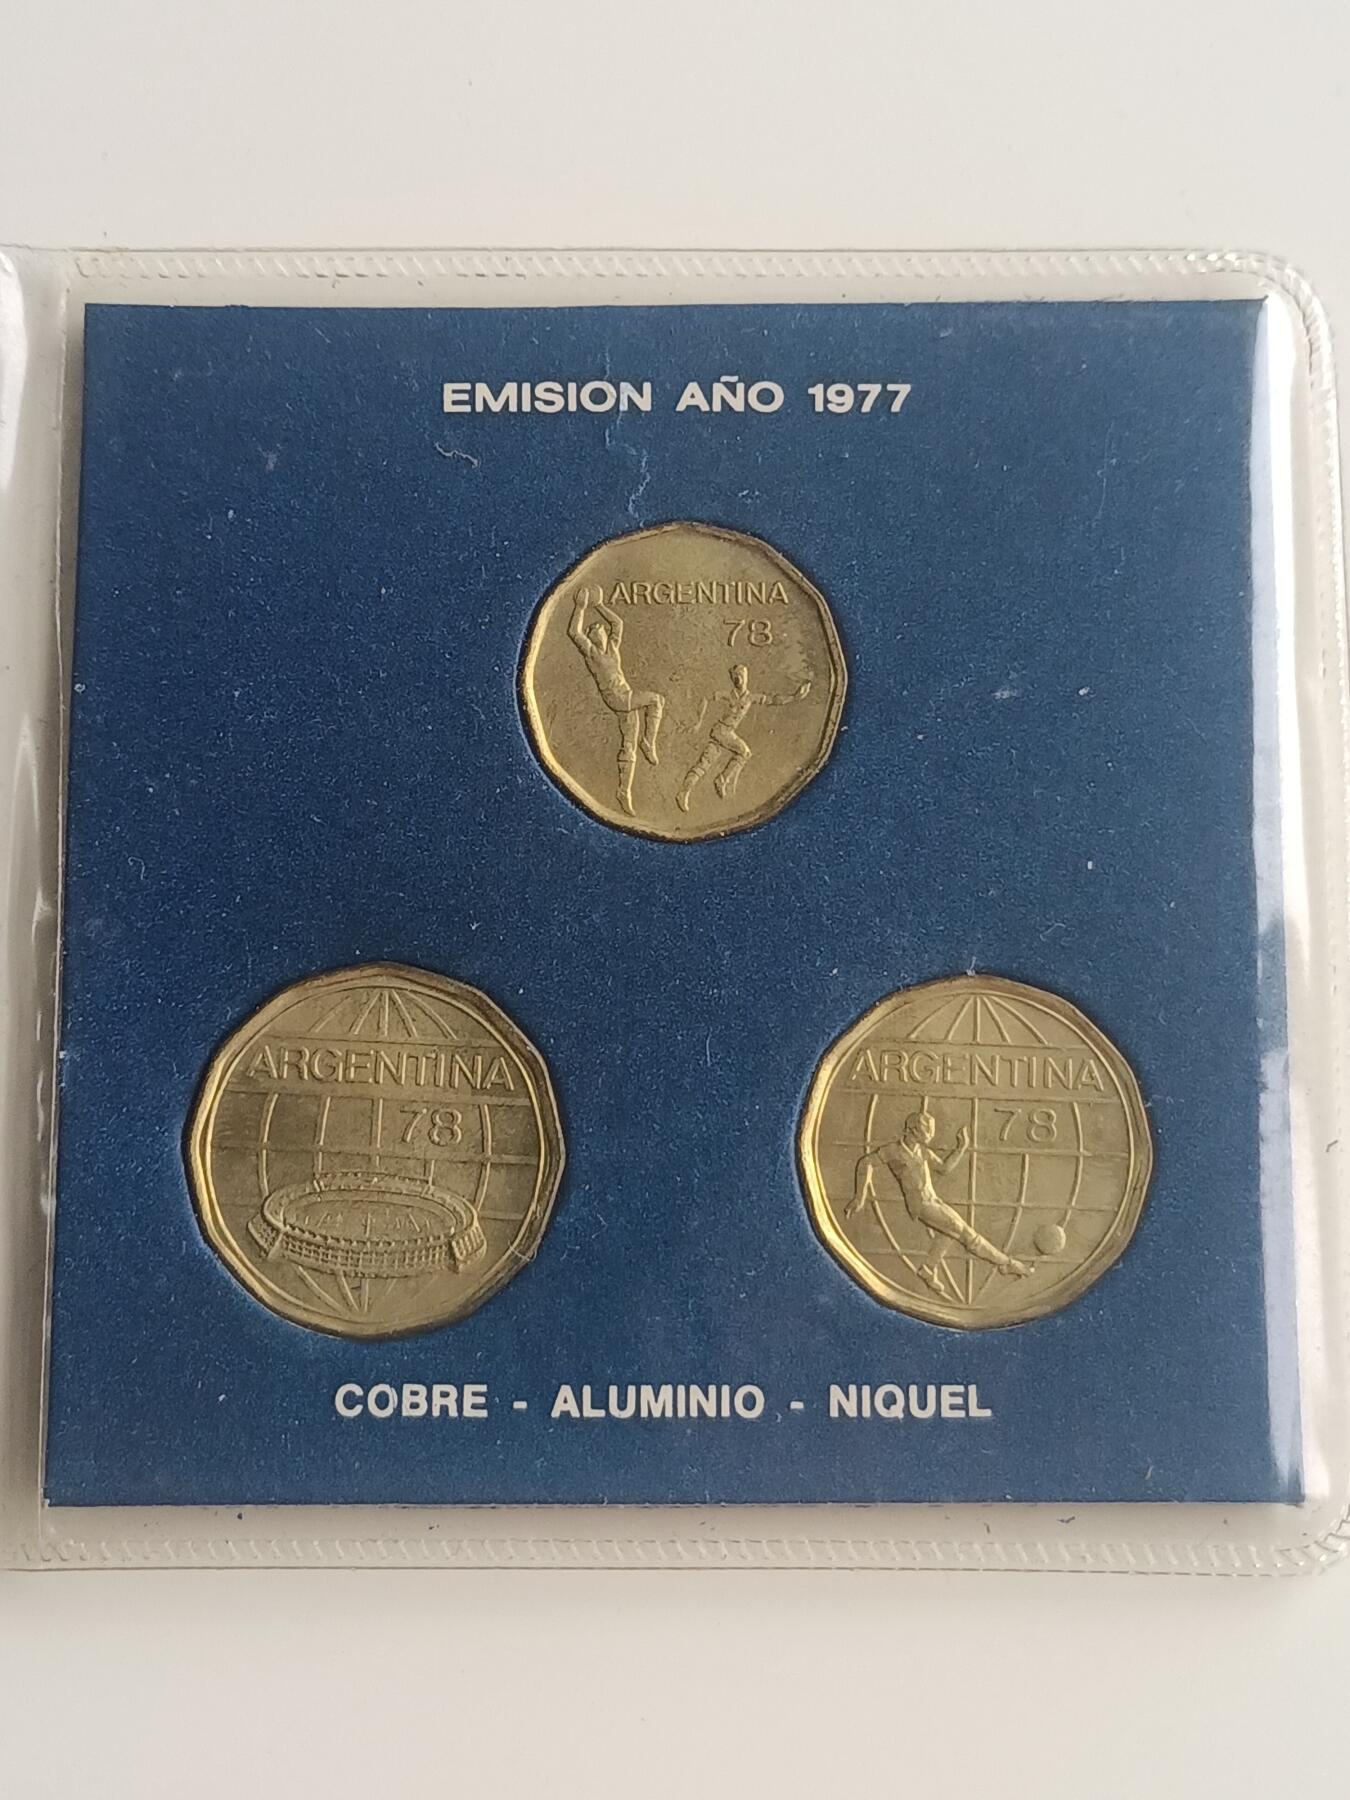 EMISION AÑO 1977
ARGENTINA
78
ARGENTINA
78
ARGENTINA
78
COBRE - ALUMINIO - NIQUEL